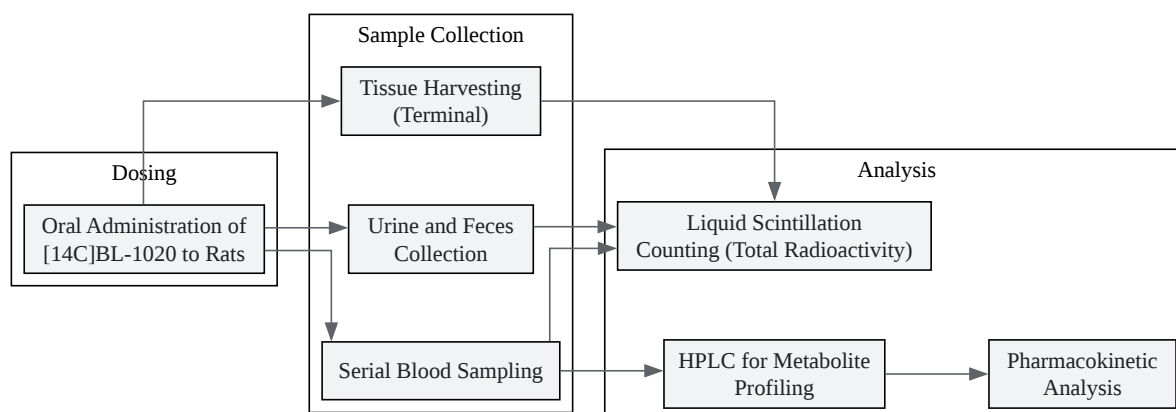 Sample Collection
Tissue Harvesting
(Terminal)
Dosing
Analysis
Oral Administration of
[14C]BL-1020 to Rats
Urine and Feces
Collection
Liquid Scintillation
Counting (Total Radioactivity)
Serial Blood Sampling
HPLC for Metabolite
Profiling
Pharmacokinetic
Analysis